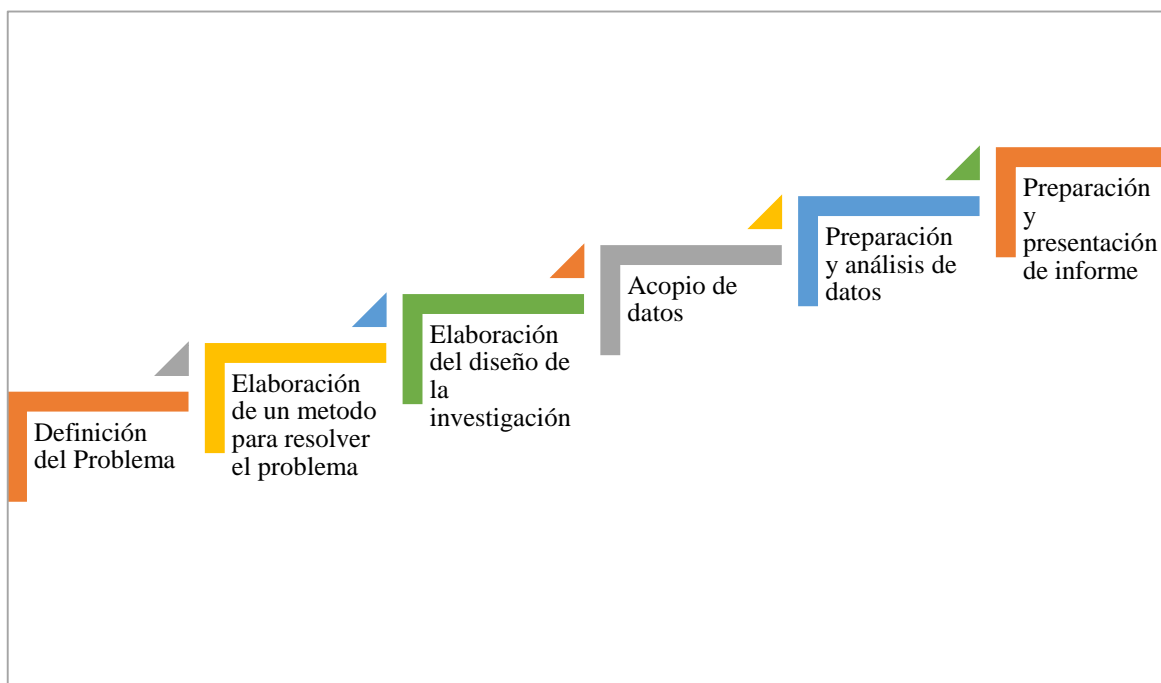 Definición
del Problema
Elaboración
de un metodo
para resolver
el problema
Elaboración
del diseño de
la
investigación
Acopio de
datos
Preparación
y análisis de
datos
Preparación
y
presentación
de informe